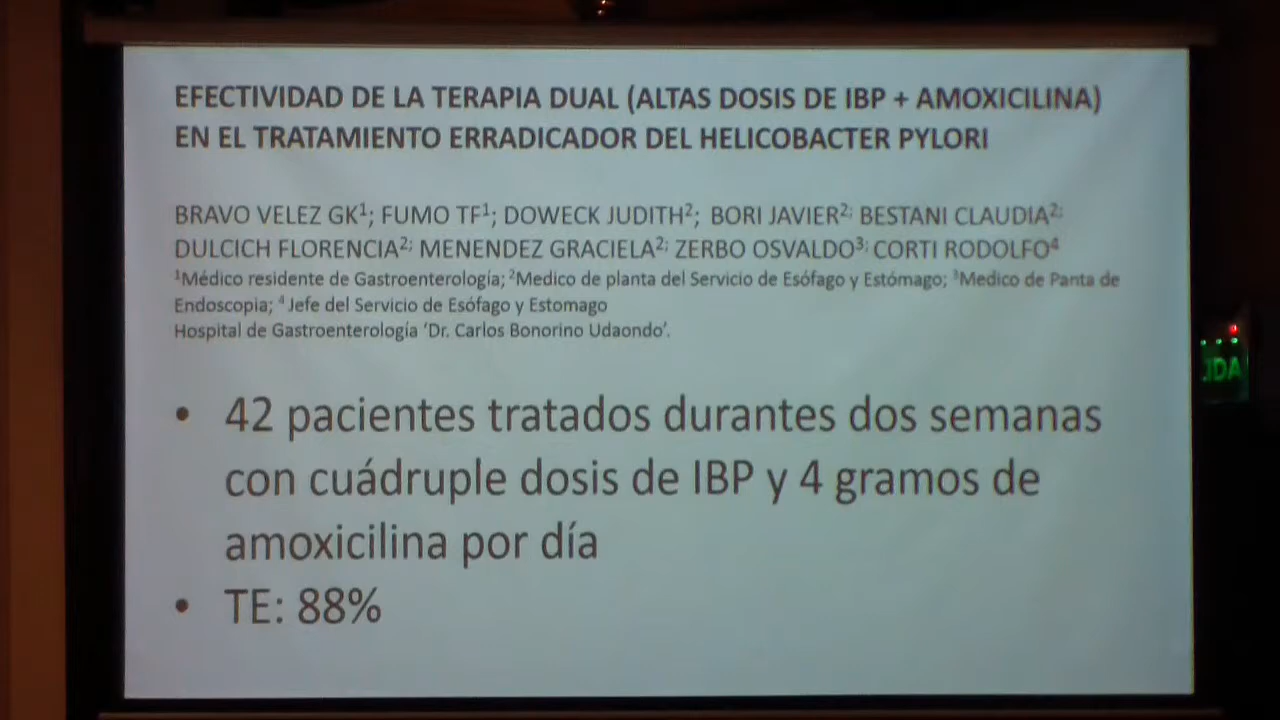 EFECTIVIDAD DE LA TERAPIA DUAL (ALTAS DOSIS DE IBP + AMOXICILINA)
EN EL TRATAMIENTO ERRADICADOR DEL HELICOBACTER PYLORI
BRAVO VELEZ GK¹; FUMO TF¹; DOWECK JUDITH²; BORI JAVIER²; BESTANI CLAUDIA²;
DULCICH FLORENCIA²; MENENDEZ GRACIELA²; ZERBO OSVALDO³; CORTI RODOLFO⁴
¹Médico residente de Gastroenterología; ²Medico de planta del Servicio de Esófago y Estómago; ³Medico de Panta de
Endoscopia; ⁴ Jefe del Servicio de Esófago y Estomago
Hospital de Gastroenterología ‘Dr. Carlos Bonorino Udaondo’.
• 42 pacientes tratados durantes dos semanas
con cuádruple dosis de IBP y 4 gramos de
amoxicilina por día
• TE: 88%